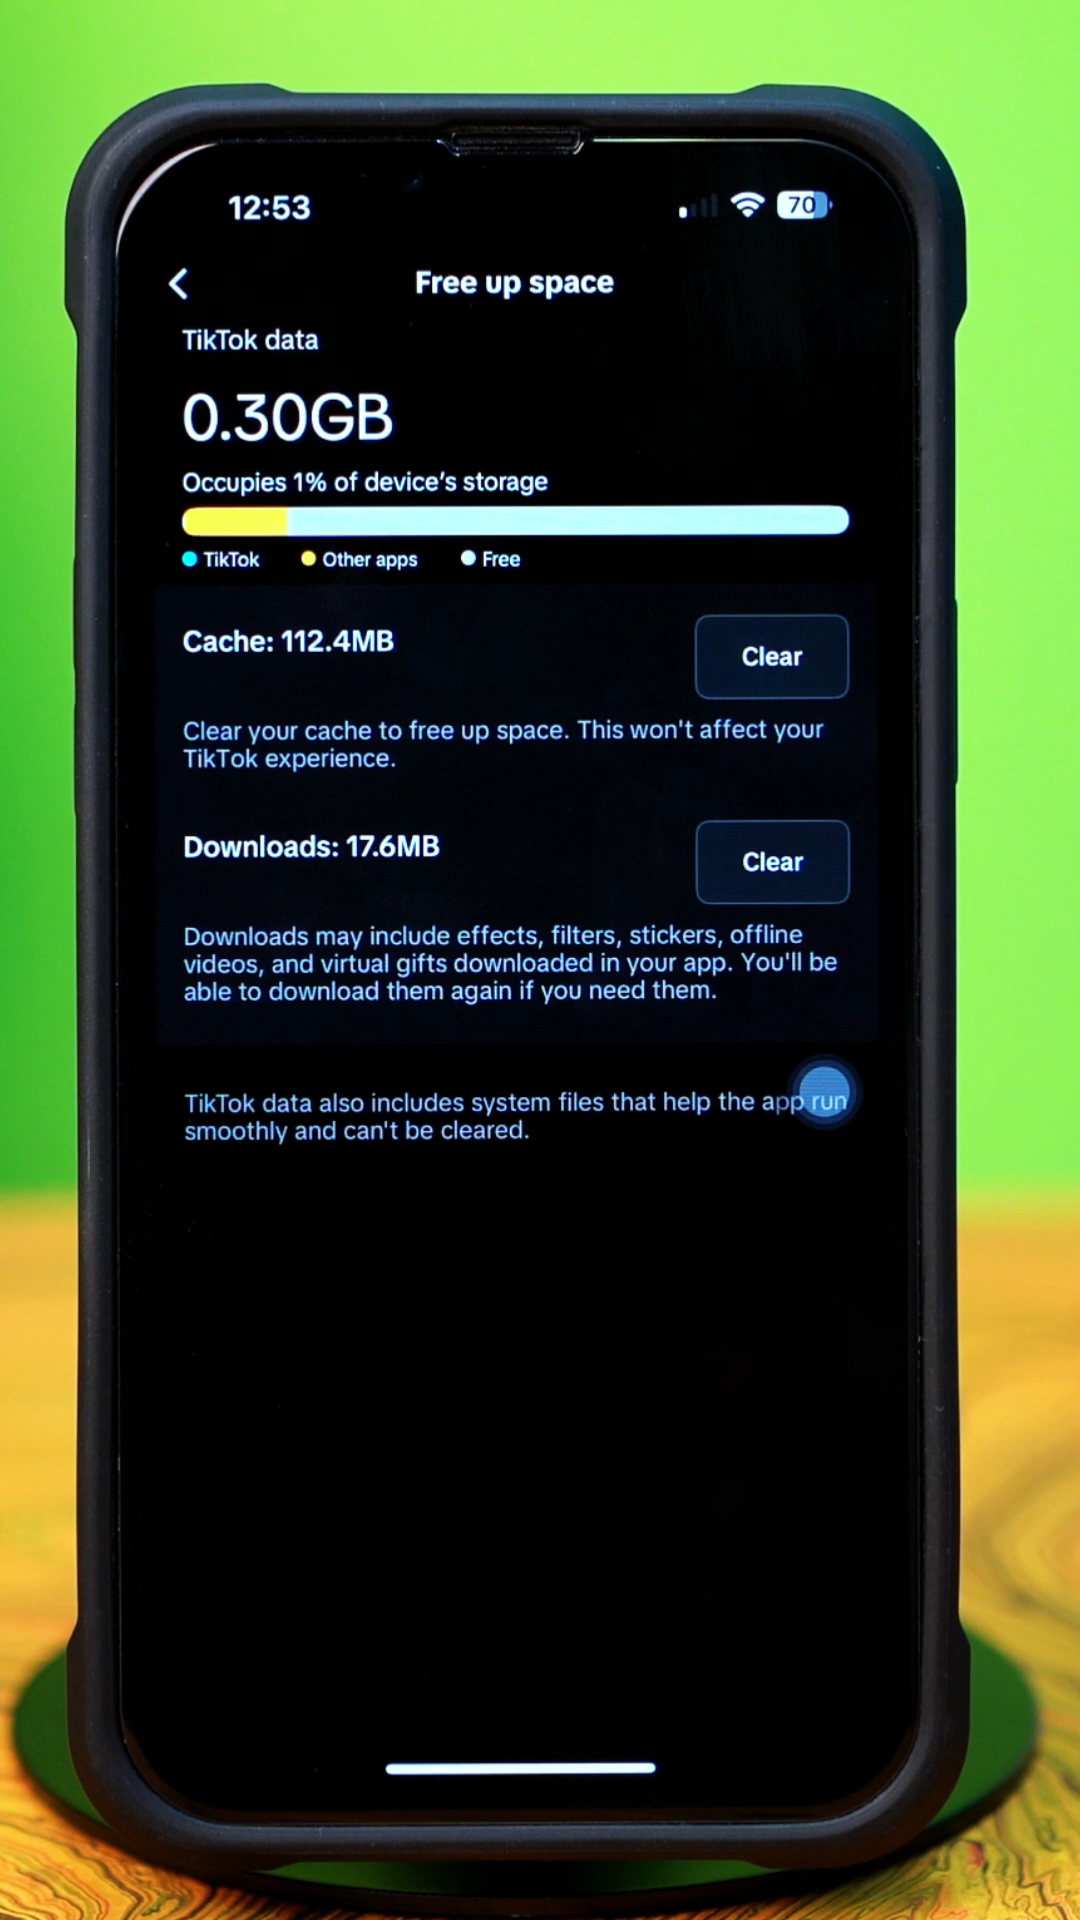 12:53
70
Free up space
TikTok data
0.30GB
Occupies 1% of device's storage
TikTok Other apps Free
Cache: 112.4MB
Clear
Clear your cache to free up space. This won't affect your
TikTok experience.
Downloads: 17.6MB
Clear
Downloads may include effects, filters, stickers, offline
videos, and virtual gifts downloaded in your app. You'll be
able to download them again if you need them.
TikTok data also includes system files that help the app run
smoothly and can't be cleared.